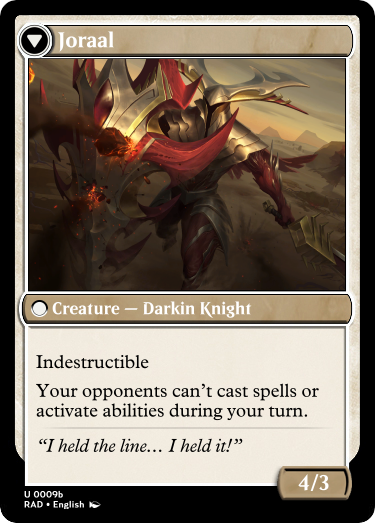 Joraal
Creature — Darkin Knight
Indestructible
Your opponents can’t cast spells or
activate abilities during your turn.
“I held the line… I held it!”
4/3
U 0009b
RAD • English